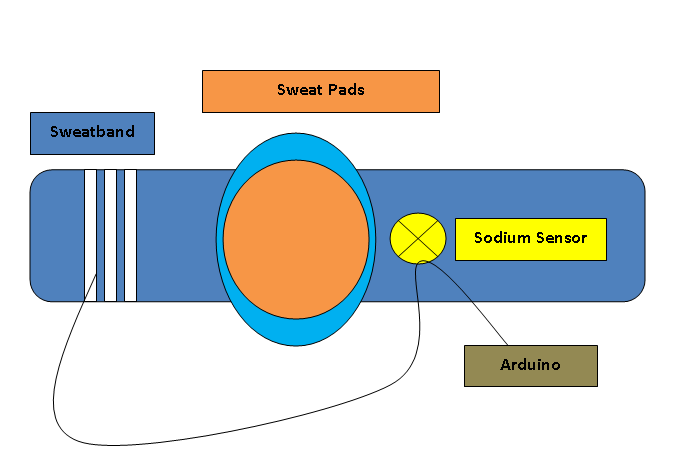 Sweat Pads
Sweatband
Sodium Sensor
Arduino